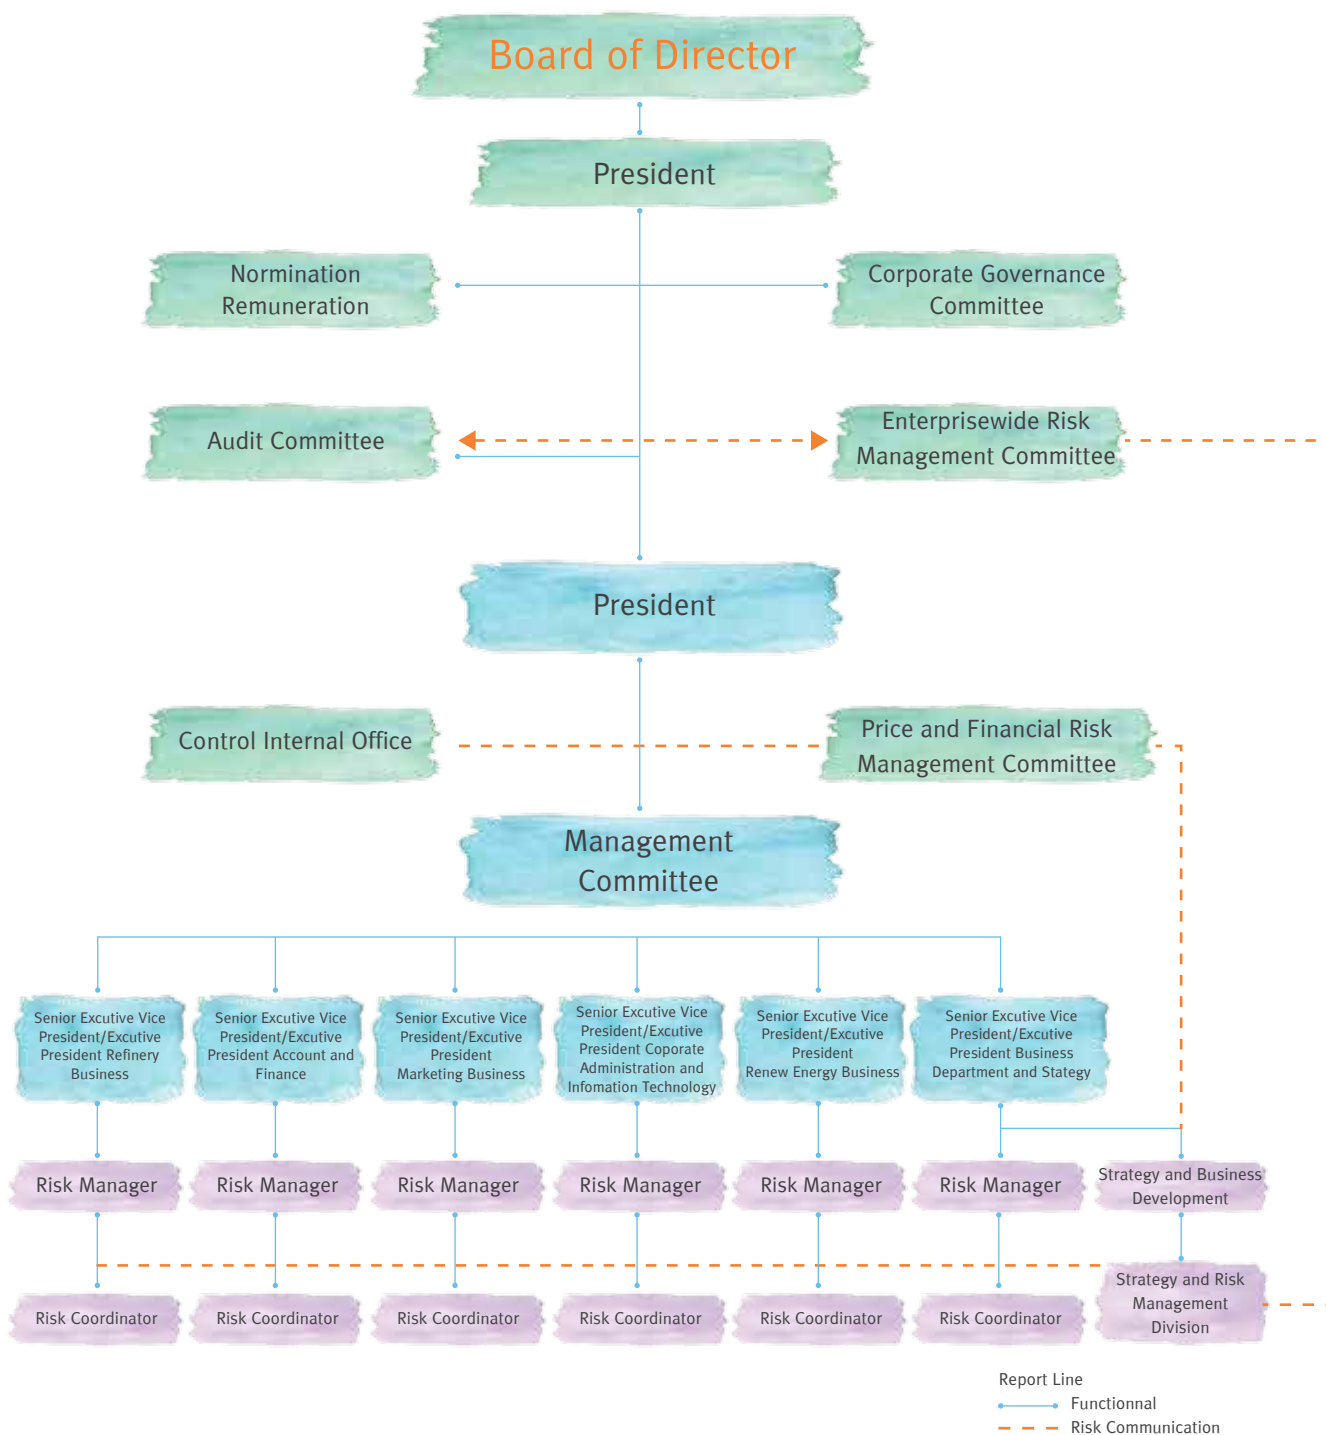 Board of Director
President
Normination
Remuneration
Corporate Governance
Committee
Audit Committee
Enterprisewide Risk
Management Committee
President
Control Internal Office
Price and Financial Risk
Management Committee
Management
Committee
Senior Excutive Vice
President/Excutive
President Refinery
Business
Senior Excutive Vice
President/Excutive
President Account and
Finance
Senior Excutive Vice
President/Excutive
President
Marketing Business
Senior Excutive Vice
President/Excutive
President Coporate
Administration and
Infomation Technology
Senior Excutive Vice
President/Excutive
President
Renew Energy Business
Senior Excutive Vice
President/Excutive
President Business
Department and Stategy
Risk Manager
Risk Manager
Risk Manager
Risk Manager
Risk Manager
Risk Manager
Strategy and Business
Development
Risk Coordinator
Risk Coordinator
Risk Coordinator
Risk Coordinator
Risk Coordinator
Risk Coordinator
Strategy and Risk
Management
Division
Report Line
Functionnal
Risk Communication